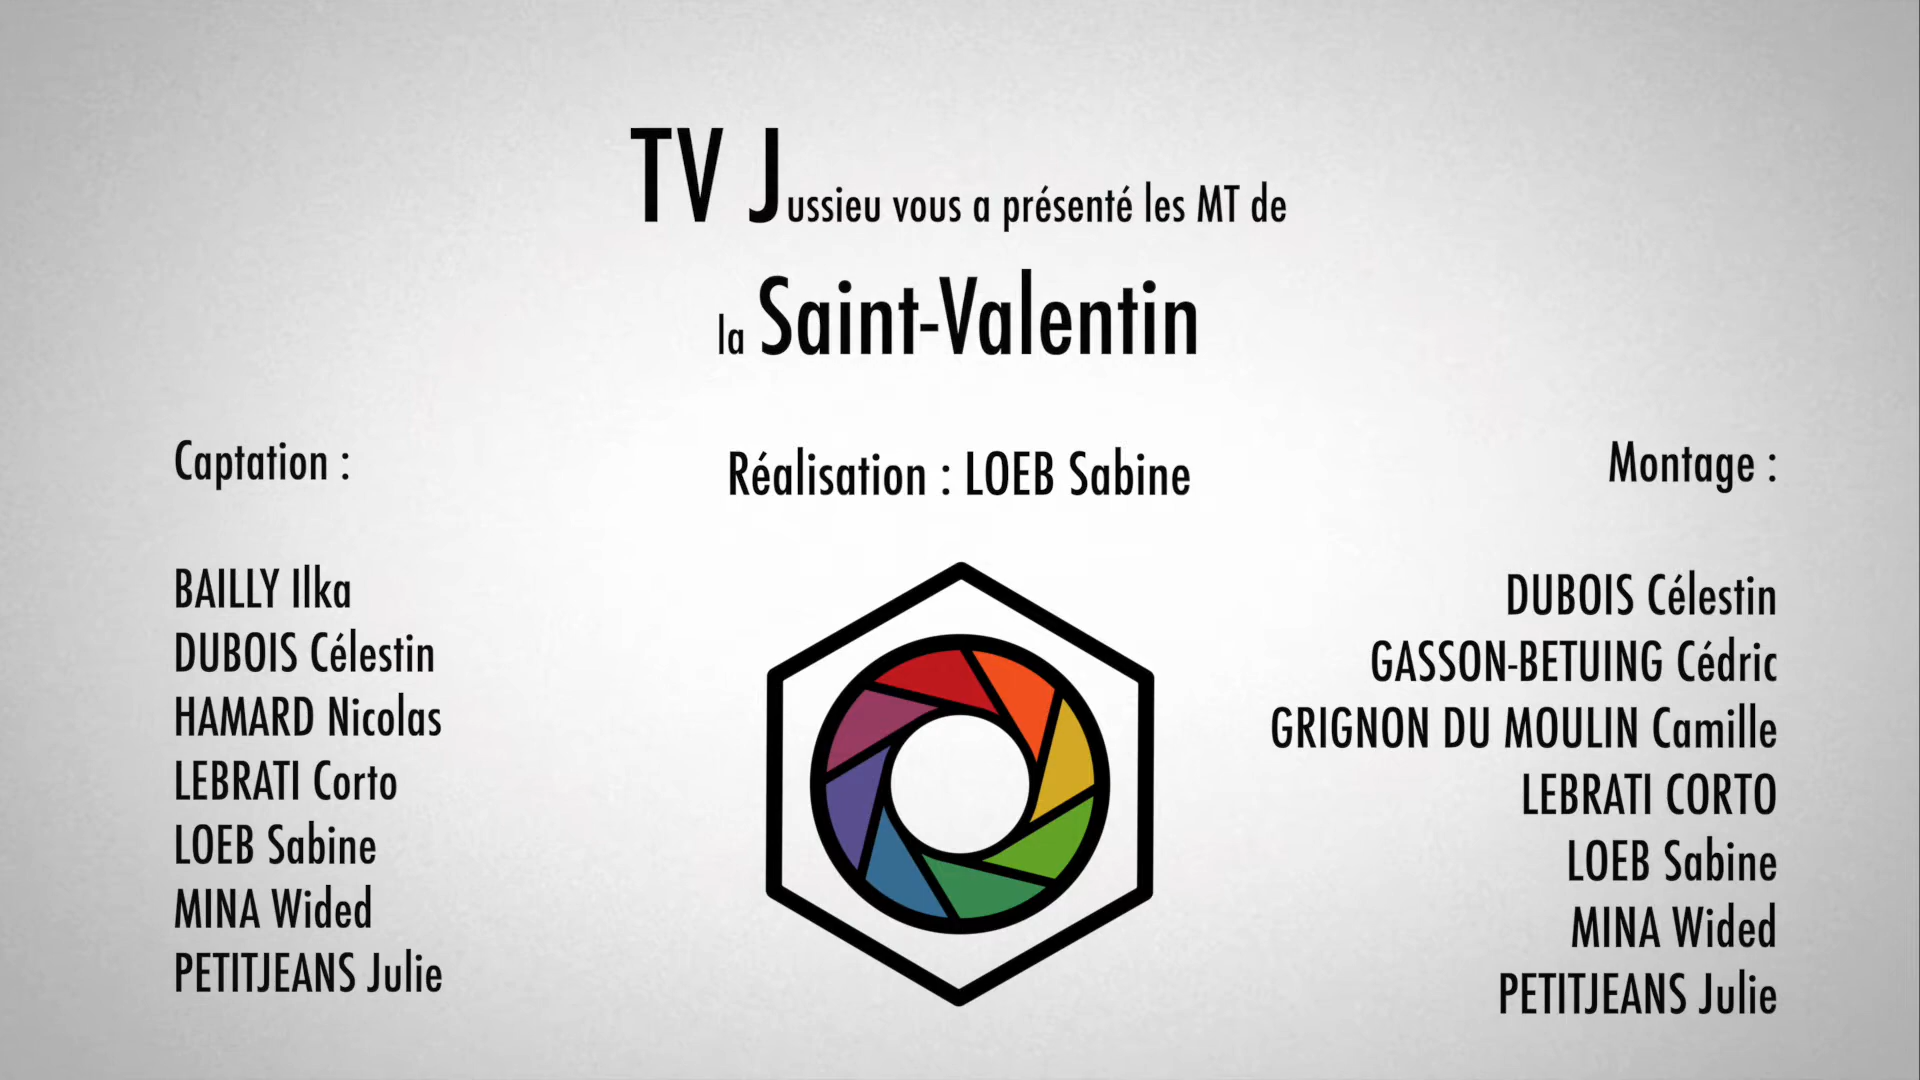 TV Jussieu vous a présenté les MT de
la Saint-Valentin
Captation :
BAILLY Ilka
DUBOIS Célestin
HAMARD Nicolas
LEBRATI Corto
LOEB Sabine
MINA Wided
PETITJEANS Julie
Réalisation : LOEB Sabine
Montage :
DUBOIS Célestin
GASSON-BETUING Cédric
GRIGNON DU MOULIN Camille
LEBRATI CORTO
LOEB Sabine
MINA Wided
PETITJEANS Julie